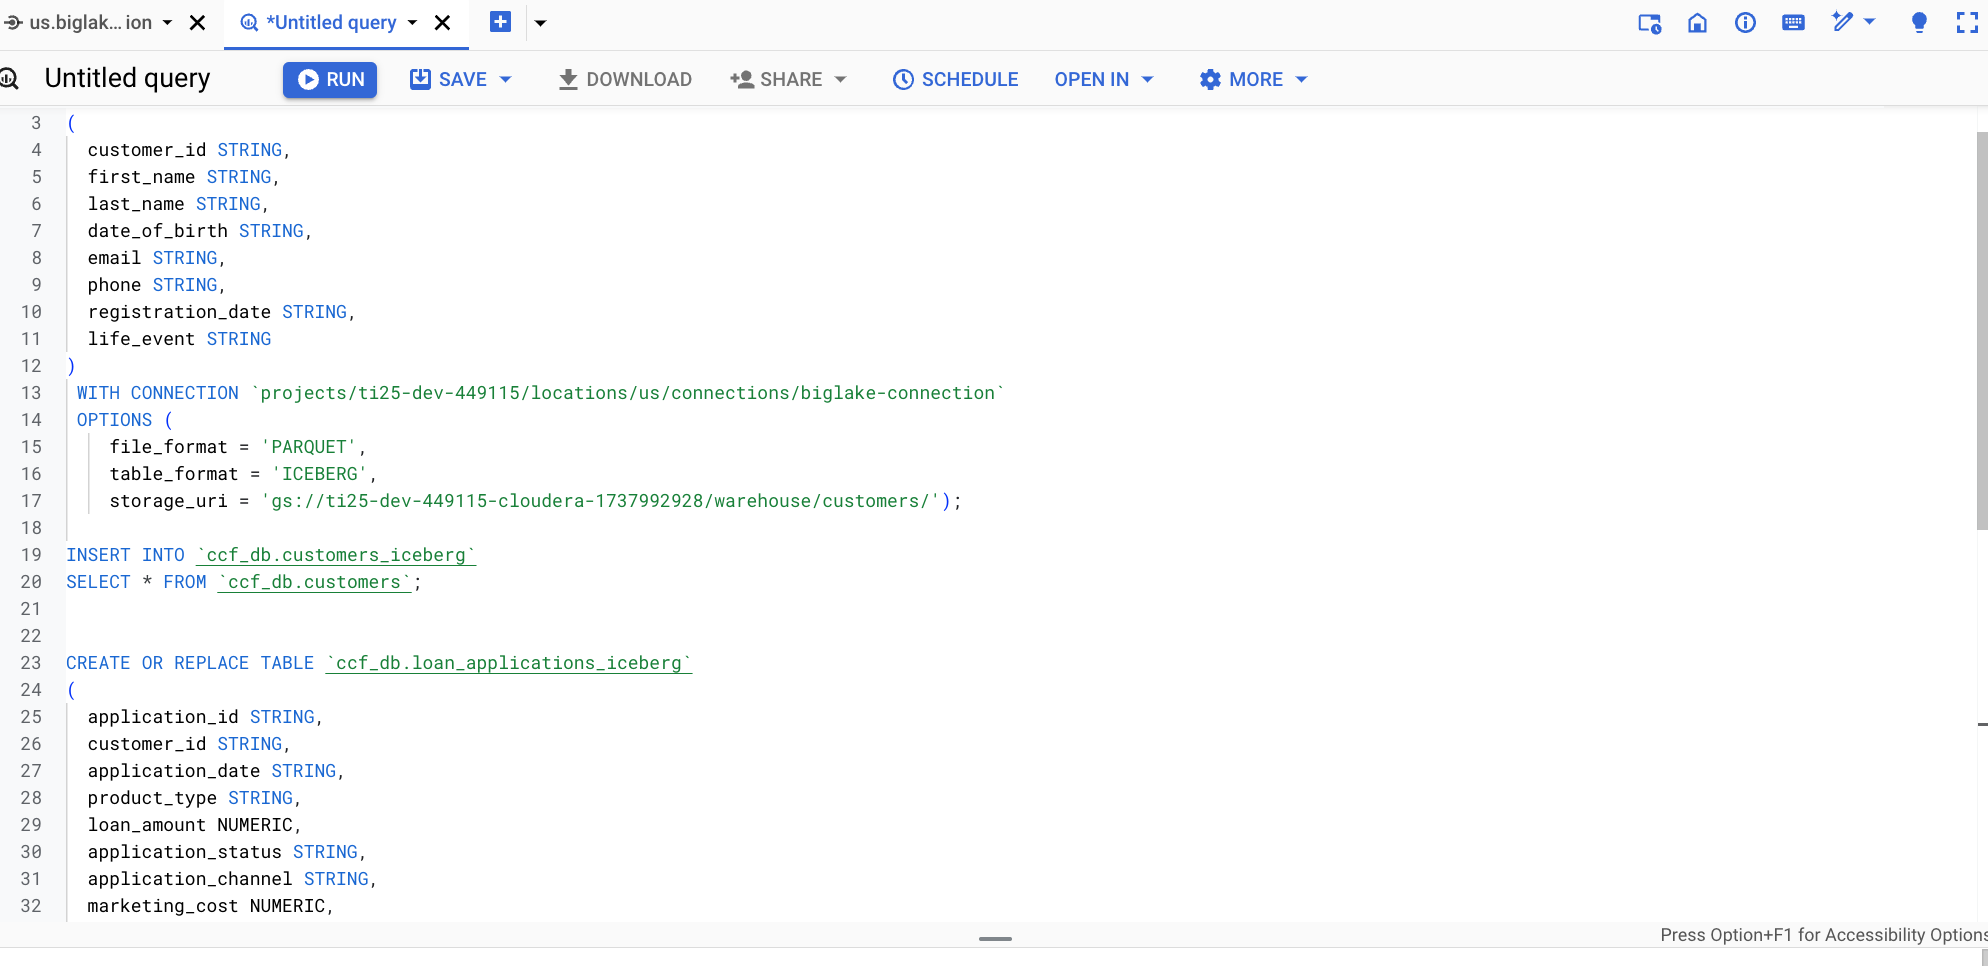 us.biglak... ion
*Untitled query
Untitled query
RUN
SAVE
DOWNLOAD
SHARE
SCHEDULE
OPEN IN
MORE
3 (
4 customer_id STRING,
5 first_name STRING,
6 last_name STRING,
7 date_of_birth STRING,
8 email STRING,
9 phone STRING,
10 registration_date STRING,
11 life_event STRING
12 )
13 WITH CONNECTION `projects/ti25-dev-449115/locations/us/connections/biglake-connection`
14 OPTIONS (
15 file_format = 'PARQUET',
16 table_format = 'ICEBERG',
17 storage_uri = 'gs://ti25-dev-449115-cloudera-1737992928/warehouse/customers/');
18
19 INSERT INTO `ccf_db.customers_iceberg`
20 SELECT * FROM `ccf_db.customers`;
21
22
23 CREATE OR REPLACE TABLE `ccf_db.loan_applications_iceberg`
24 (
25 application_id STRING,
26 customer_id STRING,
27 application_date STRING,
28 product_type STRING,
29 loan_amount NUMERIC,
30 application_status STRING,
31 application_channel STRING,
32 marketing_cost NUMERIC,
Press Option+F1 for Accessibility Options